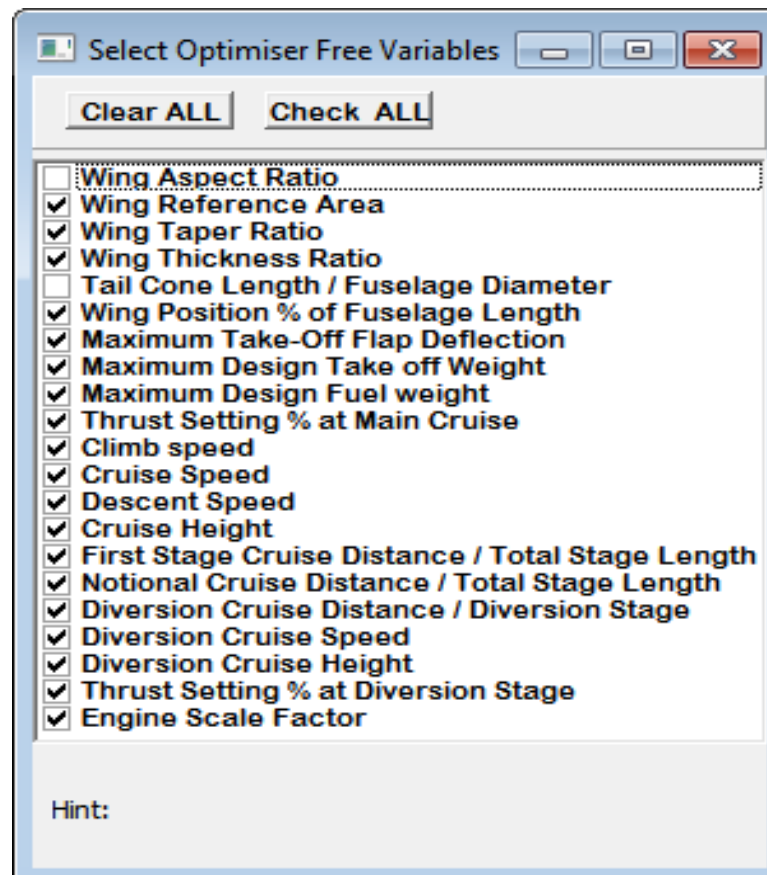 Select Optimiser Free Variables
Clear ALL Check ALL
Wing Aspect Ratio
Wing Reference Area
Wing Taper Ratio
Wing Thickness Ratio
Tail Cone Length / Fuselage Diameter
Wing Position % of Fuselage Length
Maximum Take-Off Flap Deflection
Maximum Design Take off Weight
Maximum Design Fuel weight
Thrust Setting % at Main Cruise
Climb speed
Cruise Speed
Descent Speed
Cruise Height
First Stage Cruise Distance / Total Stage Length
Notional Cruise Distance / Total Stage Length
Diversion Cruise Distance / Diversion Stage
Diversion Cruise Speed
Diversion Cruise Height
Thrust Setting % at Diversion Stage
Engine Scale Factor
Hint: